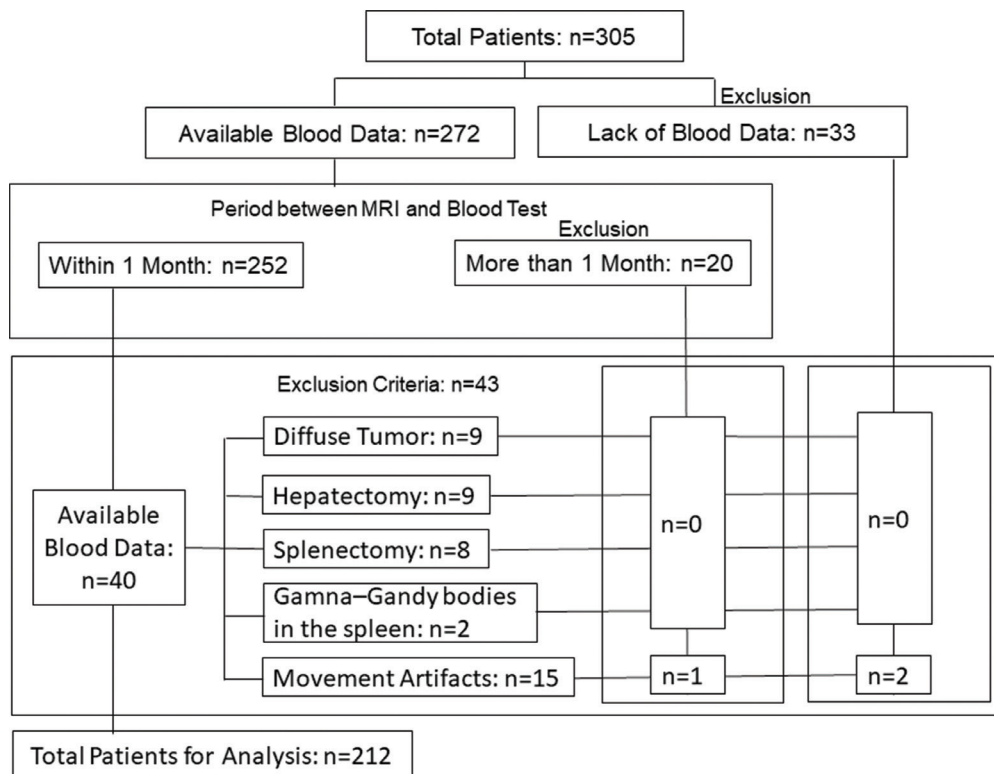 Total Patients: n=305
Exclusion
Available Blood Data: n=272
Lack of Blood Data: n=33
Period between MRI and Blood Test
Exclusion
Within 1 Month: n=252
More than 1 Month: n=20
Exclusion Criteria: n=43
Diffuse Tumor: n=9
Hepatectomy: n=9
Available
Blood Data:
n=40
n=0
n=0
Splenectomy: n=8
Gamna–Gandy bodies
in the spleen: n=2
Movement Artifacts: n=15
n=1
n=2
Total Patients for Analysis: n=212